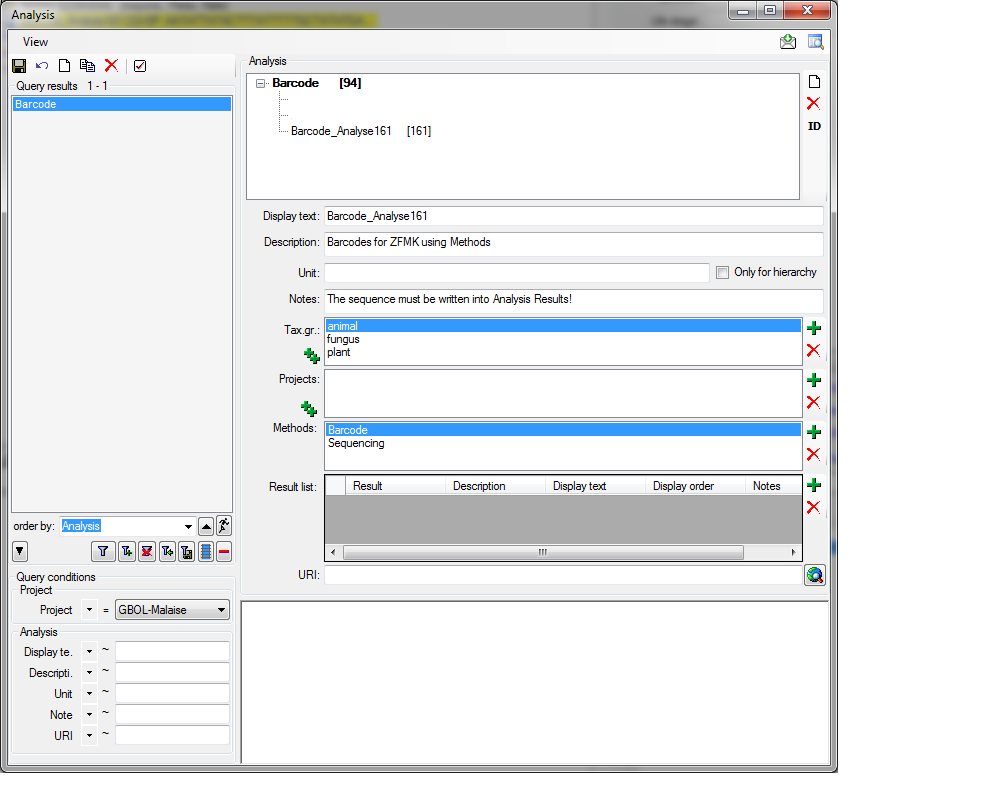 Analysis
View
Query results 1 - 1
Barcode
order by: Analysis
Query conditions
Project
Project = GBOL-Malaise
Analysis
Display te. ~
Descripti. ~
Unit ~
Note ~
URI ~
Analysis
Barcode [94]
Barcode_Analyse161 [161]
ID
Display text: Barcode_Analyse161
Description: Barcodes for ZFMK using Methods
Unit: Only for hierarchy
Notes: The sequence must be written into Analysis Results!
Tax.gr.: animal
fungus
plant
Projects:
Methods: Barcode
Sequencing
Result list: Result Description Display text Display order Notes
URI: